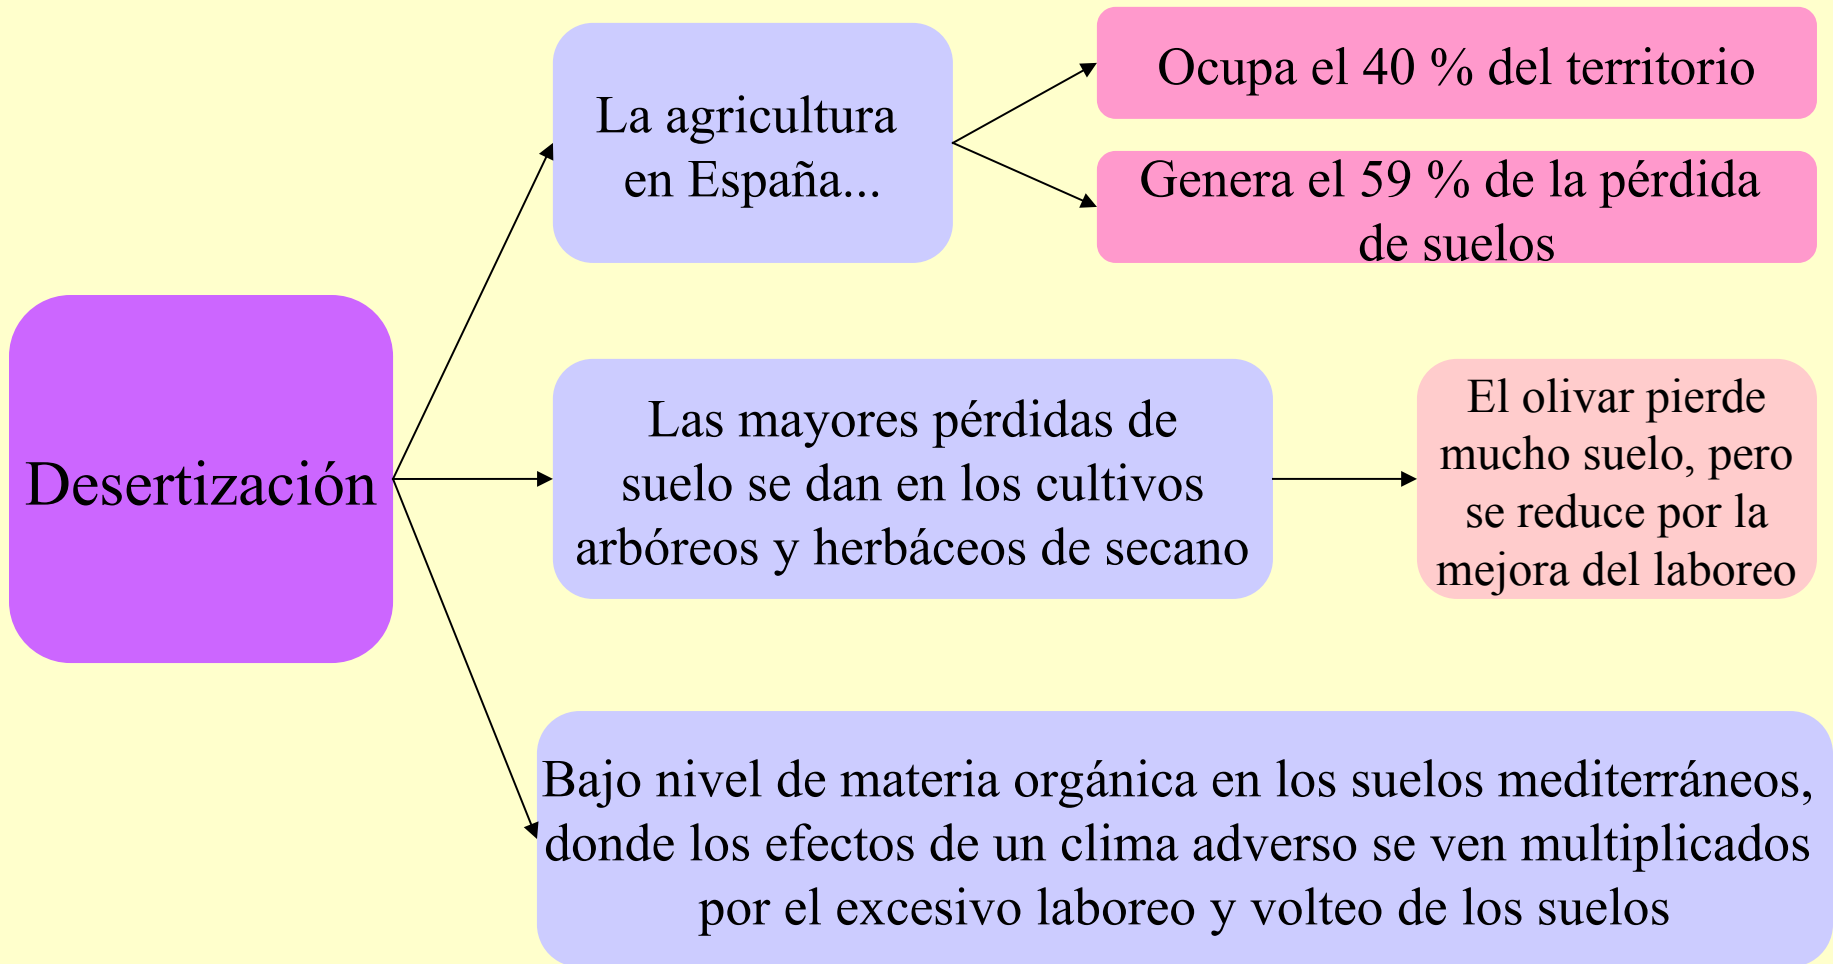 Desertización
La agricultura
en España...
Ocupa el 40 % del territorio
Genera el 59 % de la pérdida
de suelos
Las mayores pérdidas de
suelo se dan en los cultivos
arbóreos y herbáceos de secano
El olivar pierde
mucho suelo, pero
se reduce por la
mejora del laboreo
Bajo nivel de materia orgánica en los suelos mediterráneos,
donde los efectos de un clima adverso se ven multiplicados
por el excesivo laboreo y volteo de los suelos